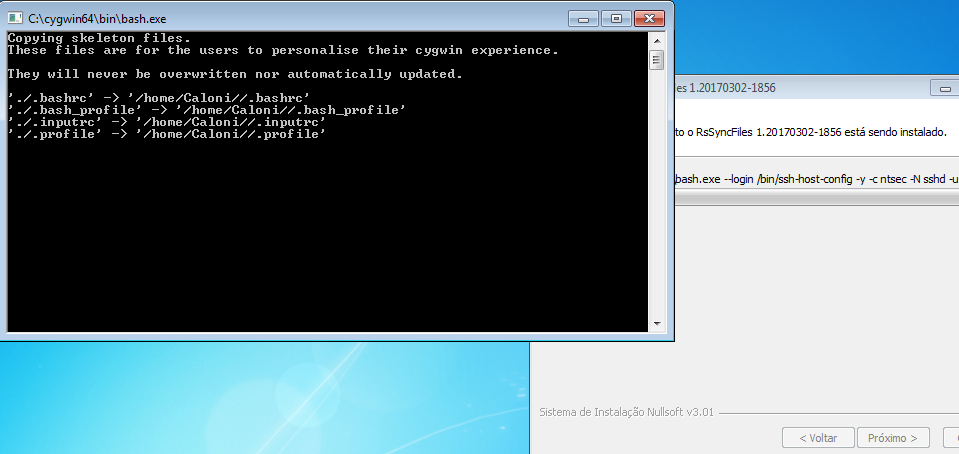 C:\cygwin64\bin\bash.exe
Copying skeleton files.
These files are for the users to personalise their cygwin experience.
They will never be overwritten nor automatically updated.
'./.bashrc' -> '/home/Caloni//.bashrc'
'./.bash_profile' -> '/home/Caloni//.bash_profile'
'./.inputrc' -> '/home/Caloni//.inputrc'
'./.profile' -> '/home/Caloni//.profile'
es 1.20170302-1856
to o RsSyncFiles 1.20170302-1856 está sendo instalado.
bash.exe --login /bin/ssh-host-config -y -c ntsec -N sshd -u
Sistema de Instalação Nullsoft v3.01
< Voltar
Próximo >